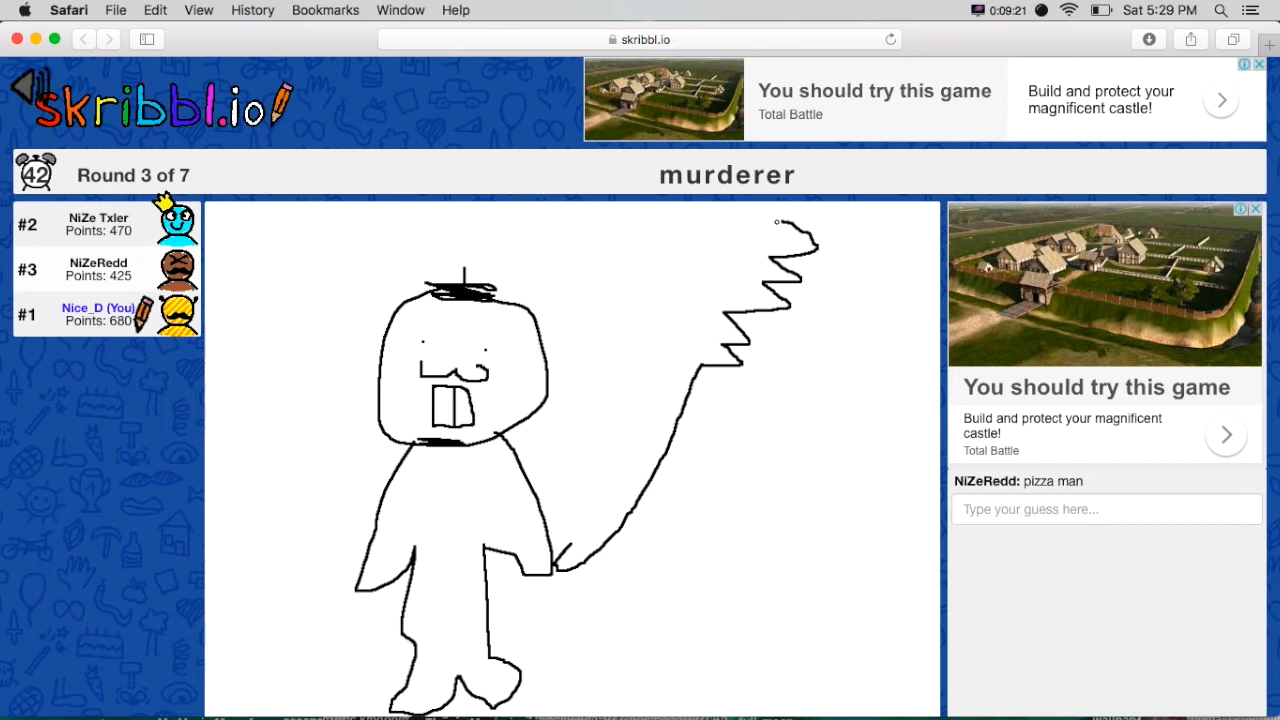 Safari File Edit View History Bookmarks Window Help 0:09:21 Sat 5:29 PM
skribbl.io
skribbl.io
You should try this game
Total Battle
Build and protect your
magnificent castle!
42 Round 3 of 7 murderer
#2 NiZe Txler
Points: 470
#3 NiZeRedd
Points: 425
#1 Nice_D (You)
Points: 680
You should try this game
Build and protect your magnificent
castle!
Total Battle
NiZeRedd: pizza man
Type your guess here...